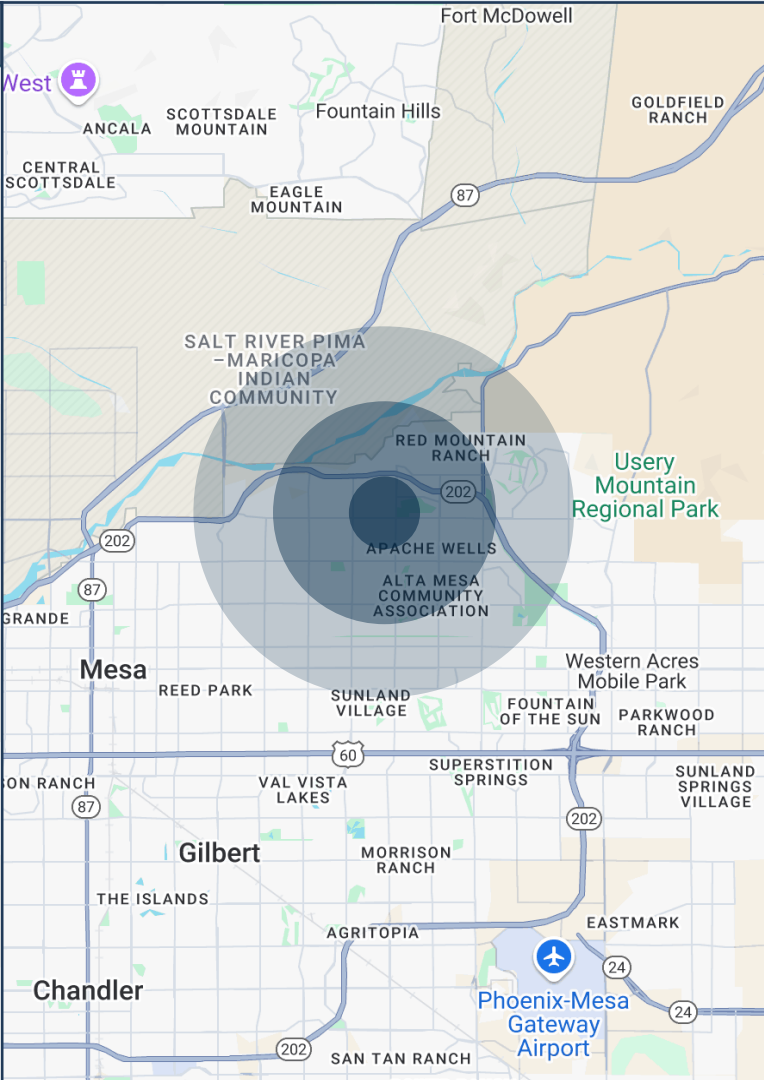 Fort McDowell
West
GOLDFIELD
RANCH
Fountain Hills
SCOTTSDALE
MOUNTAIN
ANCALA
CENTRAL
SCOTTSDALE
EAGLE
MOUNTAIN
87
SALT RIVER PIMA
–MARICOPA
INDIAN
COMMUNITY
RED MOUNTAIN
RANCH
Usery
Mountain
Regional Park
202
202
APACHE WELLS
ALTA MESA
COMMUNITY
ASSOCIATION
87
GRANDE
Mesa
Western Acres
Mobile Park
REED PARK
SUNLAND
VILLAGE
FOUNTAIN
OF THE SUN
PARKWOOD
RANCH
60
SUPERSTITION
SPRINGS
SON RANCH
VAL VISTA
LAKES
SUNLAND
SPRINGS
VILLAGE
87
202
Gilbert
MORRISON
RANCH
THE ISLANDS
AGRITOPIA
EASTMARK
24
Chandler
Phoenix-Mesa
Gateway
Airport
24
202
SAN TAN RANCH